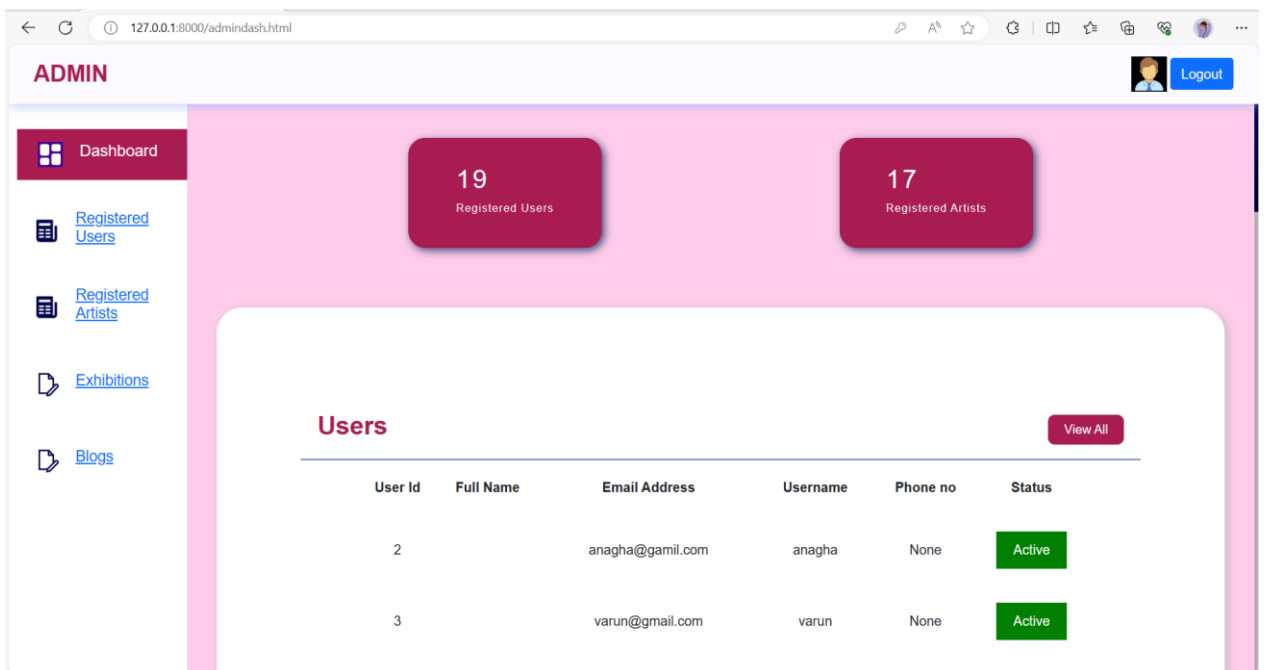 127.0.0.1:8000/admindash.html
ADMIN
Logout
Dashboard
Registered
Users
Registered
Artists
Exhibitions
Blogs
19
Registered Users
17
Registered Artists
Users
View All
User Id Full Name Email Address Username Phone no Status
2 anagha@gamil.com anagha None Active
3 varun@gmail.com varun None Active